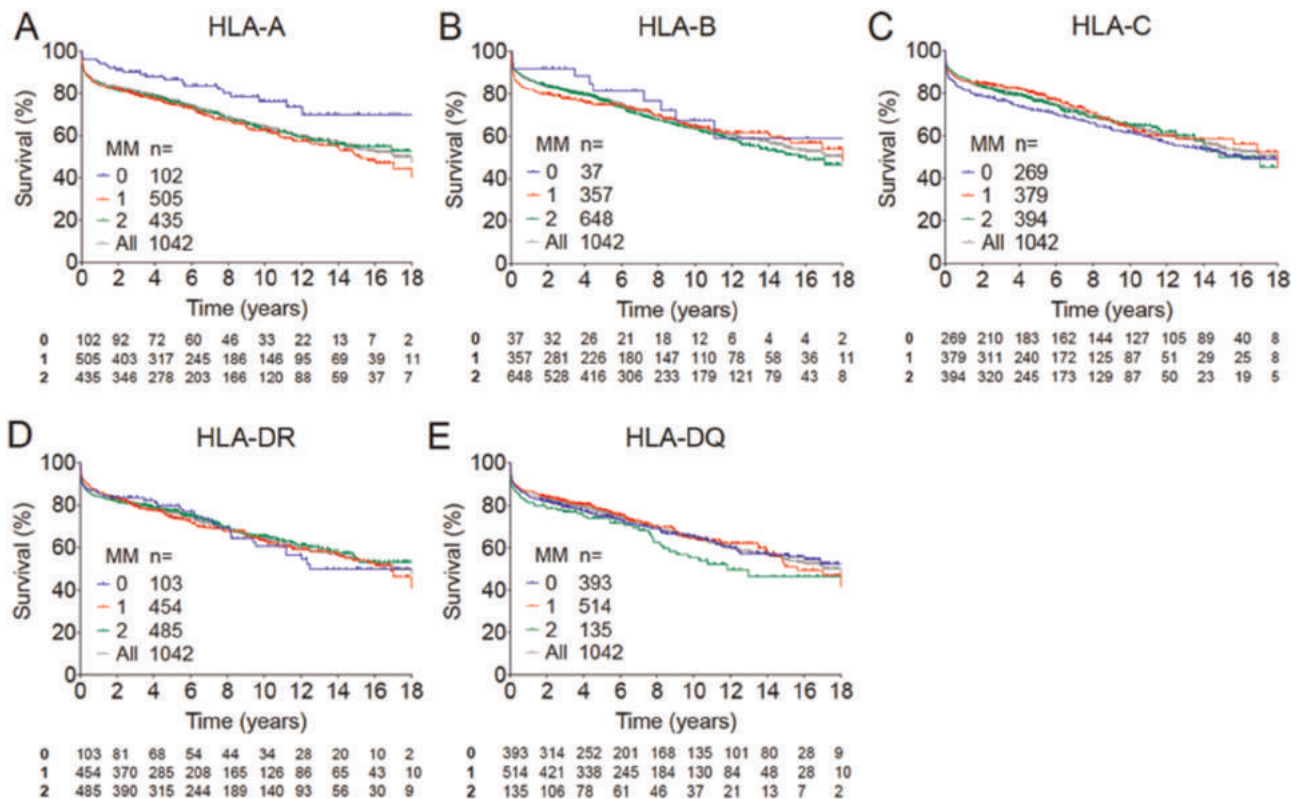 A
HLA-A
Survival (%)
100
80
60
40
20
0
MM n=
0 102
1 505
2 435
All 1042
0 2 4 6 8 10 12 14 16 18
Time (years)
0 102 92 72 60 46 33 22 13 7 2
1 505 403 317 245 186 146 95 69 39 11
2 435 346 278 203 166 120 88 59 37 7
B
HLA-B
Survival (%)
100
80
60
40
20
0
MM n=
0 37
1 357
2 648
All 1042
0 2 4 6 8 10 12 14 16 18
Time (years)
0 37 32 26 21 18 12 6 4 4 2
1 357 281 226 180 147 110 78 58 36 11
2 648 528 416 306 233 179 121 79 43 8
C
HLA-C
Survival (%)
100
80
60
40
20
0
MM n=
0 269
1 379
2 394
All 1042
0 2 4 6 8 10 12 14 16 18
Time (years)
0 269 210 183 162 144 127 105 89 40 8
1 379 311 240 172 125 87 51 29 25 8
2 394 320 245 173 129 87 50 23 19 5
D
HLA-DR
Survival (%)
100
80
60
40
20
0
MM n=
0 103
1 454
2 485
All 1042
0 2 4 6 8 10 12 14 16 18
Time (years)
0 103 81 68 54 44 34 28 20 10 2
1 454 370 285 208 165 126 86 65 43 10
2 485 390 315 244 189 140 93 56 30 9
E
HLA-DQ
Survival (%)
100
80
60
40
20
0
MM n=
0 393
1 514
2 135
All 1042
0 2 4 6 8 10 12 14 16 18
Time (years)
0 393 314 252 201 168 135 101 80 28 9
1 514 421 338 245 184 130 84 48 28 10
2 135 106 78 61 46 37 21 13 7 2